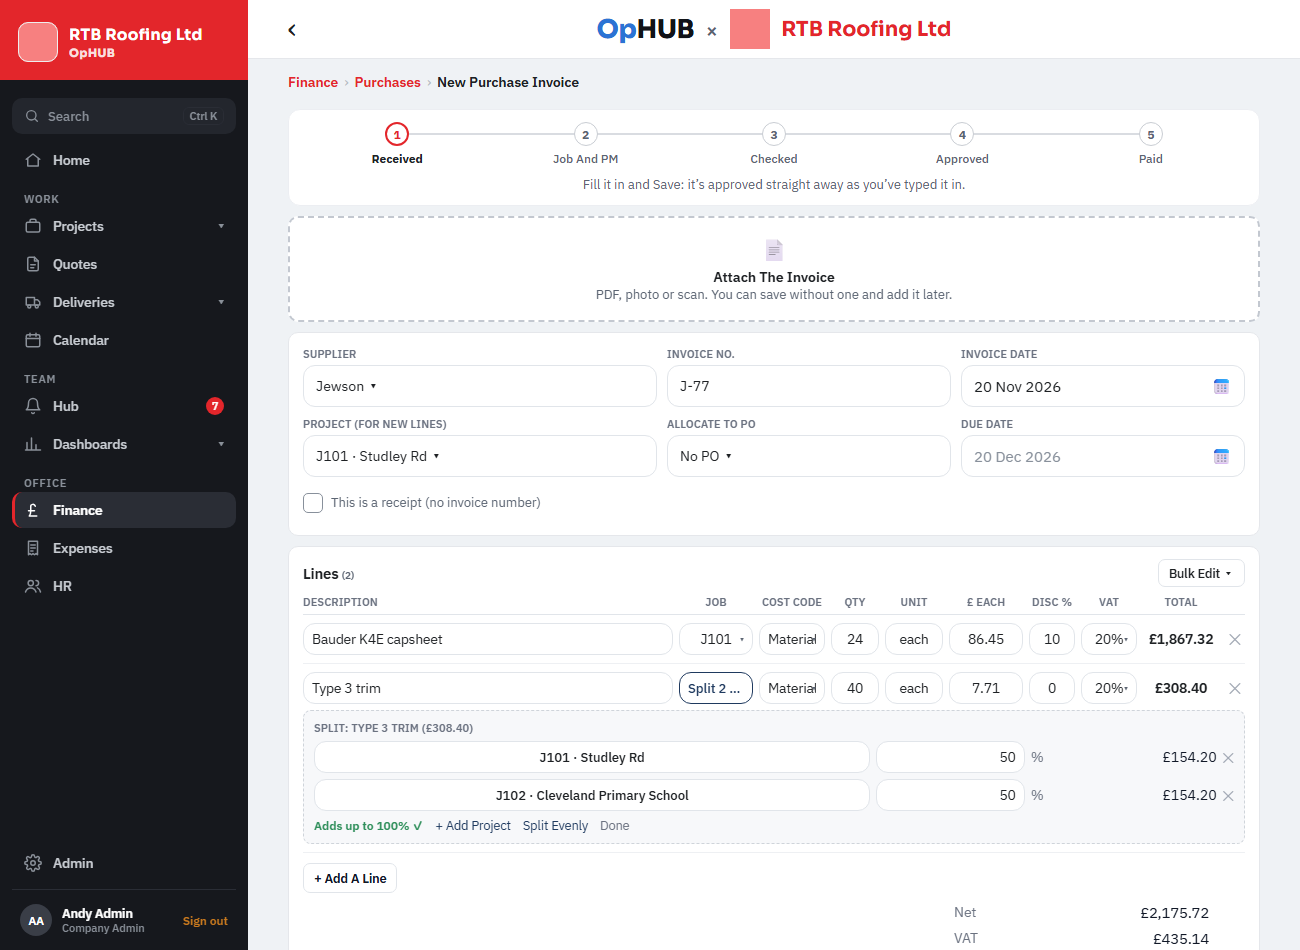 RTB Roofing Ltd
OpHUB
Search Ctrl K
Home
WORK
Projects
Quotes
Deliveries
Calendar
TEAM
Hub 7
Dashboards
OFFICE
£ Finance
Expenses
HR
Admin
AA Andy Admin
Company Admin
Sign out
OpHUB × RTB Roofing Ltd
Finance › Purchases › New Purchase Invoice
1 2 3 4 5
Received Job And PM Checked Approved Paid
Fill it in and Save: it’s approved straight away as you’ve typed it in.
Attach The Invoice
PDF, photo or scan. You can save without one and add it later.
SUPPLIER INVOICE NO. INVOICE DATE
Jewson J-77 20 Nov 2026
PROJECT (FOR NEW LINES) ALLOCATE TO PO DUE DATE
J101 · Studley Rd No PO 20 Dec 2026
This is a receipt (no invoice number)
Lines (2) Bulk Edit
DESCRIPTION JOB COST CODE QTY UNIT £ EACH DISC % VAT TOTAL
Bauder K4E capsheet J101 Material 24 each 86.45 10 20% £1,867.32
Type 3 trim Split 2 ... Material 40 each 7.71 0 20% £308.40
SPLIT: TYPE 3 TRIM (£308.40)
J101 · Studley Rd 50 % £154.20
J102 · Cleveland Primary School 50 % £154.20
Adds up to 100% ✓ + Add Project Split Evenly Done
+ Add A Line
Net £2,175.72
VAT £435.14